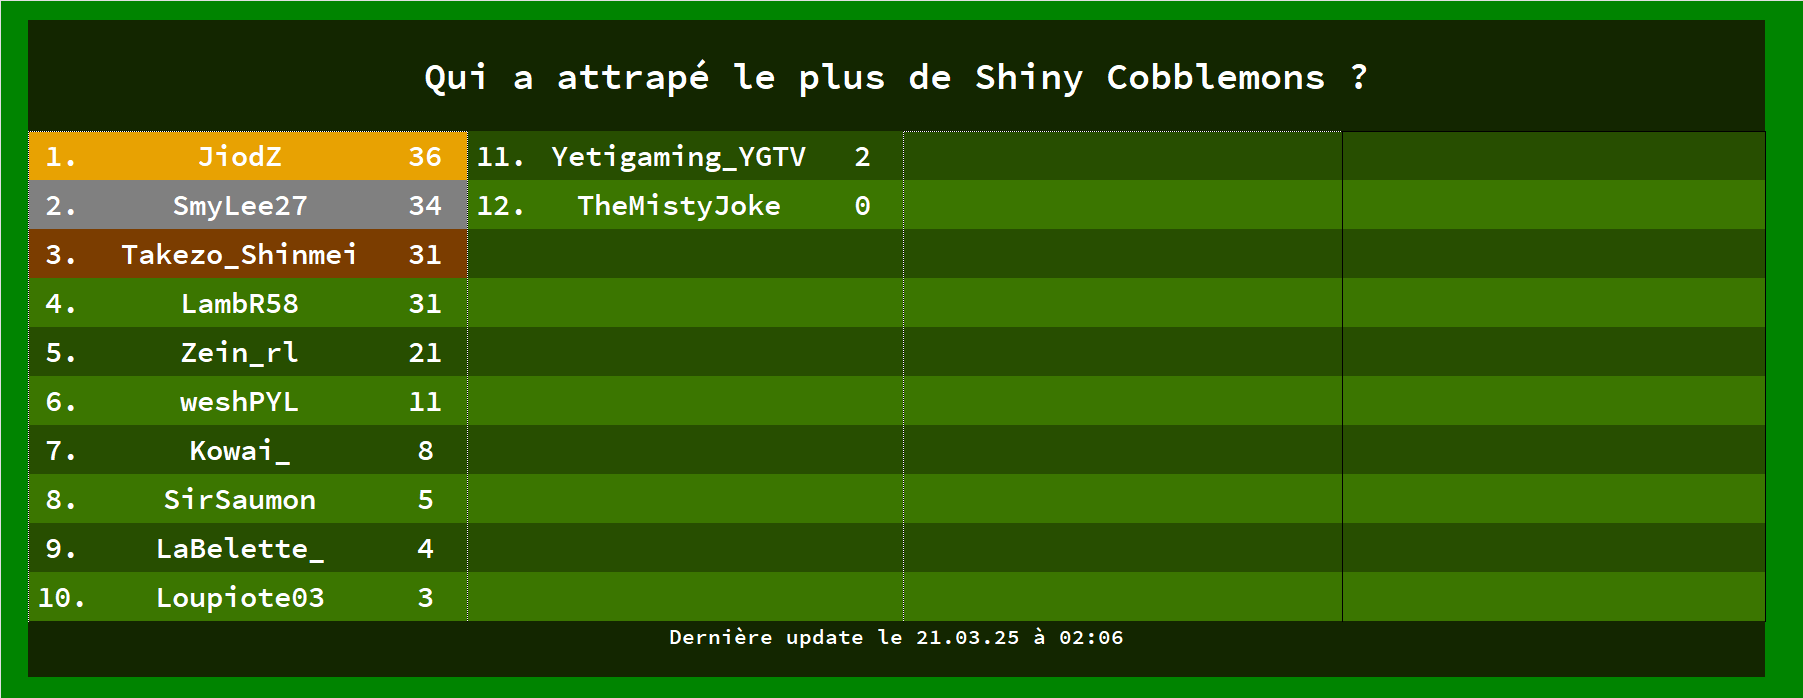 Qui a attrapé le plus de Shiny Cobblemons ?
1. JiodZ 36
2. SmyLee27 34
3. Takezo_Shinmei 31
4. LambR58 31
5. Zein_rl 21
6. weshPYL 11
7. Kowai_ 8
8. SirSaumon 5
9. LaBelette_ 4
10. Loupiote03 3
11. Yetigaming_YGTV 2
12. TheMistyJoke 0
Dernière update le 21.03.25 à 02:06